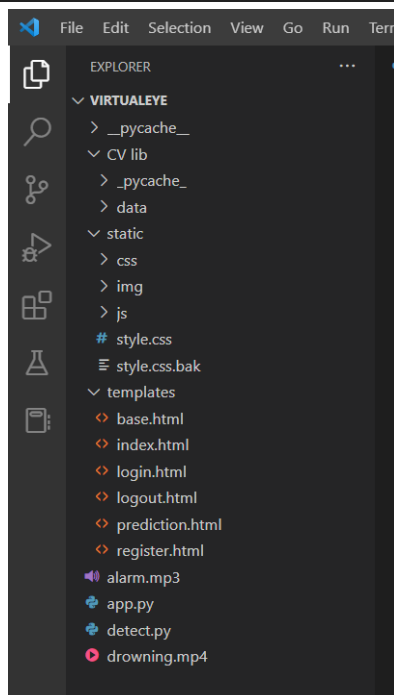 File Edit Selection View Go Run Terr
EXPLORER ...
VIRTUALEYE
__pycache__
CV lib
_pycache_
data
static
css
img
js
# style.css
style.css.bak
templates
<> base.html
<> index.html
<> login.html
<> logout.html
<> prediction.html
<> register.html
alarm.mp3
app.py
detect.py
drowning.mp4